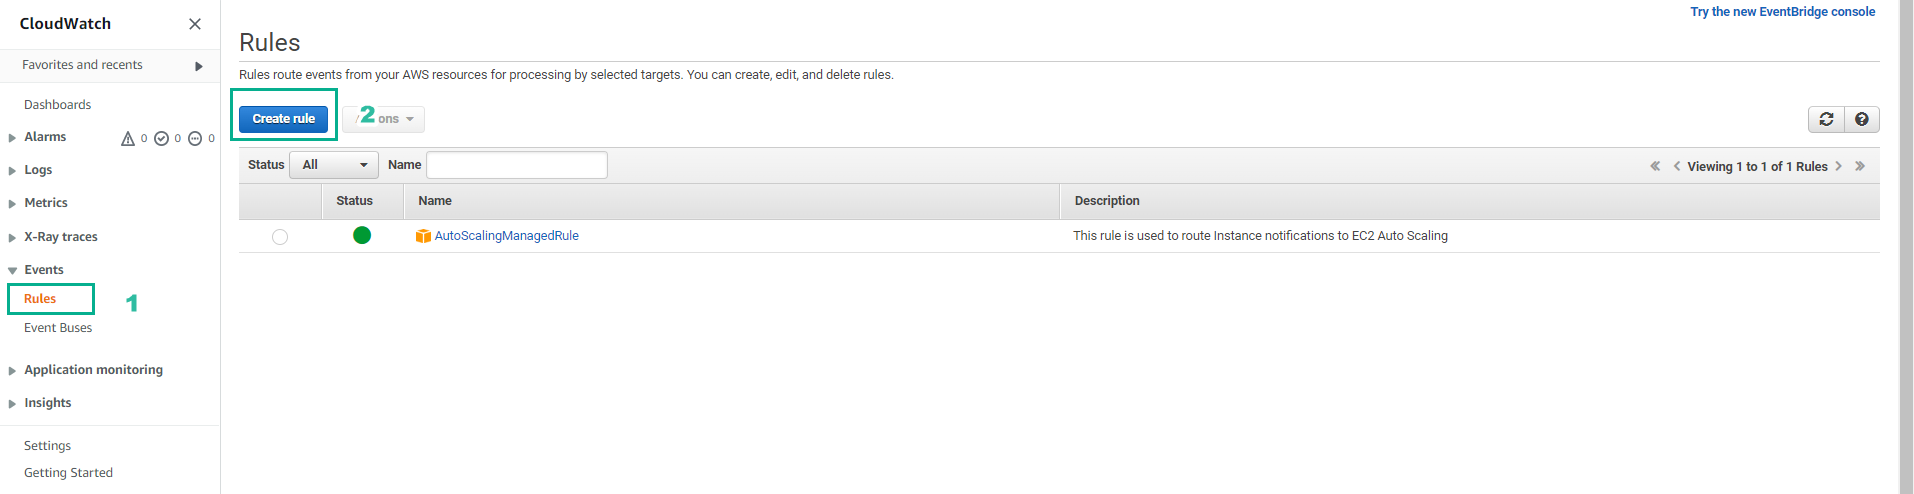 CloudWatch
Favorites and recents
Dashboards
Alarms 0 0 0
Logs
Metrics
X-Ray traces
Events
Rules 1
Event Buses
Application monitoring
Insights
Settings
Getting Started
Try the new EventBridge console
Rules
Rules route events from your AWS resources for processing by selected targets. You can create, edit, and delete rules.
Create rule 2 ons
Status All Name « < Viewing 1 to 1 of 1 Rules > »
Status Name Description
AutoScalingManagedRule This rule is used to route Instance notifications to EC2 Auto Scaling